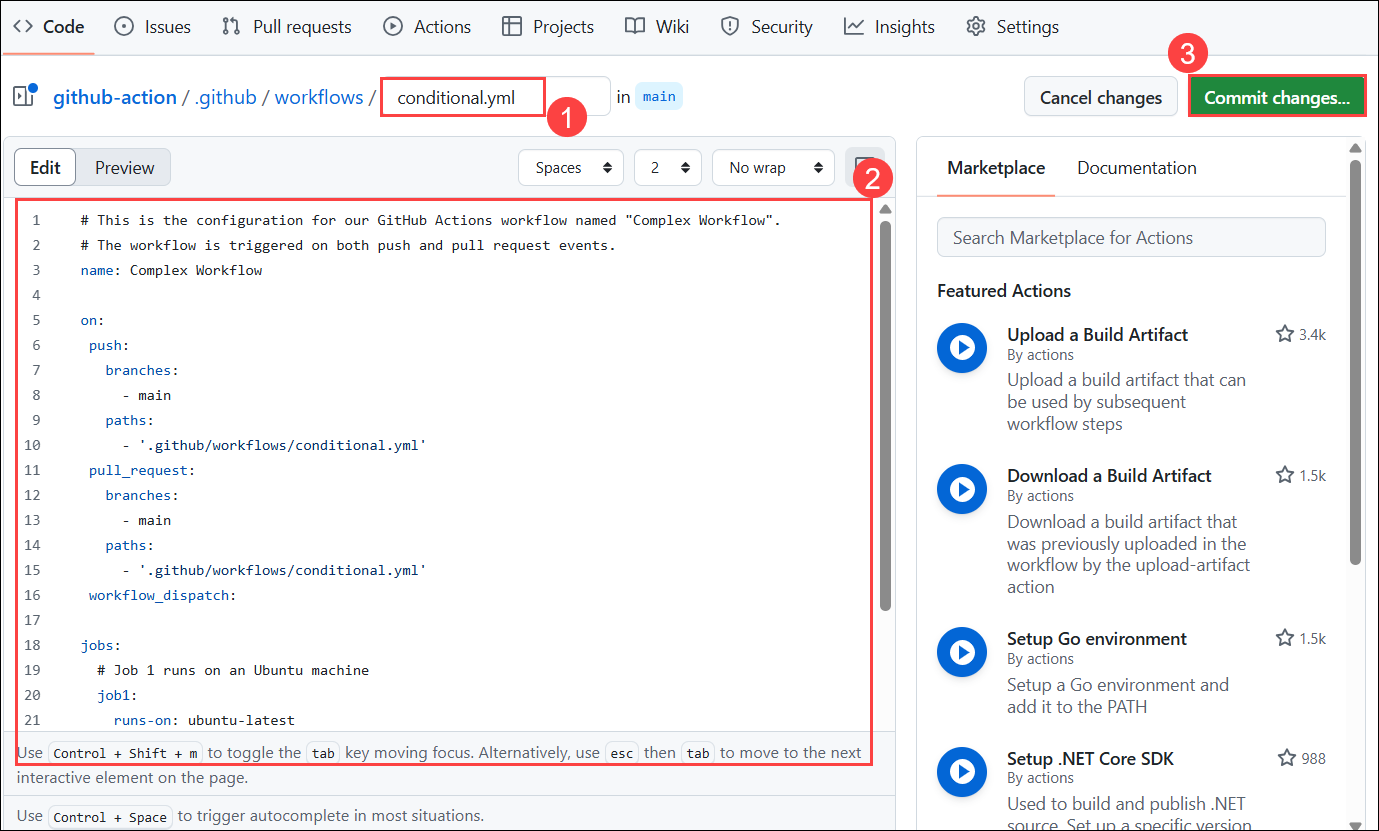 Code Issues Pull requests Actions Projects Wiki Security Insights Settings
3
github-action / .github / workflows / conditional.yml in main Cancel changes Commit changes...
1
Edit Preview Spaces 2 No wrap
2
1 # This is the configuration for our GitHub Actions workflow named "Complex Workflow".
2 # The workflow is triggered on both push and pull request events.
3 name: Complex Workflow
4
5 on:
6 push:
7 branches:
8 - main
9 paths:
10 - '.github/workflows/conditional.yml'
11 pull_request:
12 branches:
13 - main
14 paths:
15 - '.github/workflows/conditional.yml'
16 workflow_dispatch:
17
18 jobs:
19 # Job 1 runs on an Ubuntu machine
20 job1:
21 runs-on: ubuntu-latest
Use Control + Shift + m to toggle the tab key moving focus. Alternatively, use esc then tab to move to the next
interactive element on the page.
Use Control + Space to trigger autocomplete in most situations.
Marketplace Documentation
Search Marketplace for Actions
Featured Actions
Upload a Build Artifact 3.4k
By actions
Upload a build artifact that can
be used by subsequent
workflow steps
Download a Build Artifact 1.5k
By actions
Download a build artifact that
was previously uploaded in the
workflow by the upload-artifact
action
Setup Go environment 1.5k
By actions
Setup a Go environment and
add it to the PATH
Setup .NET Core SDK 988
By actions
Used to build and publish .NET
source. Set up a specific version